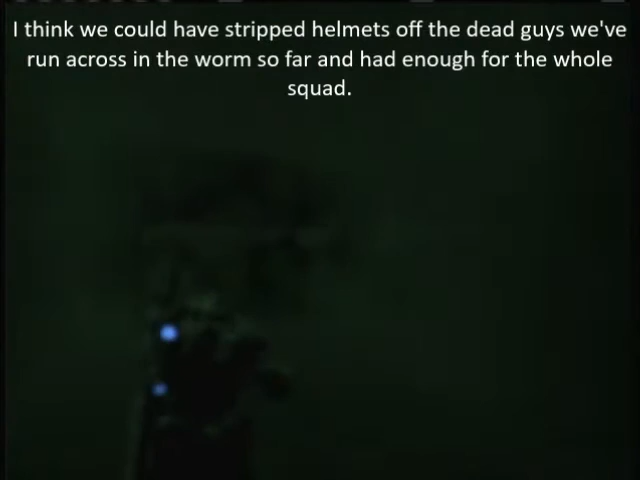 I think we could have stripped helmets off the dead guys we've
run across in the worm so far and had enough for the whole
squad.